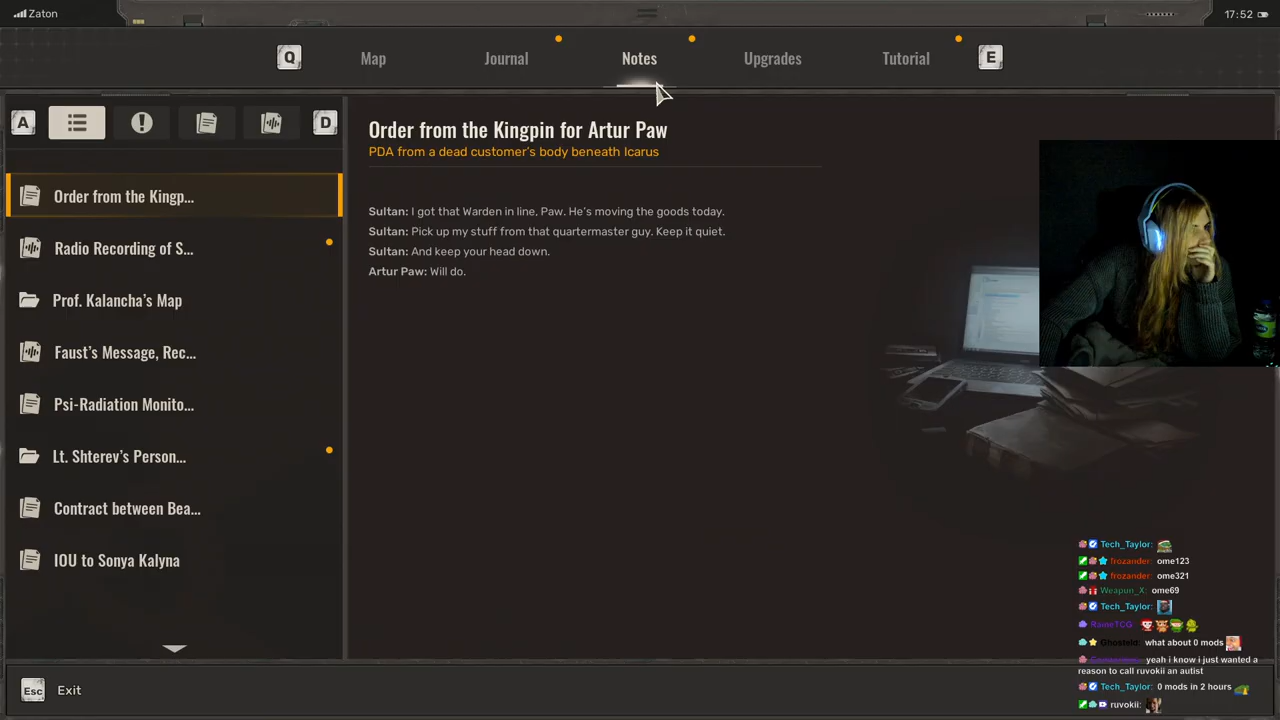 Zaton
17:52
Q
Map
Journal
Notes
Upgrades
Tutorial
E
A
D
Order from the Kingp...
Radio Recording of S...
Prof. Kalancha's Map
Faust's Message, Rec...
Psi-Radiation Monito...
Lt. Shterev's Person...
Contract between Bea...
IOU to Sonya Kalyna
Order from the Kingpin for Artur Paw
PDA from a dead customer's body beneath Icarus
Sultan: I got that Warden in line, Paw. He's moving the goods today.
Sultan: Pick up my stuff from that quartermaster guy. Keep it quiet.
Sultan: And keep your head down.
Artur Paw: Will do.
Tech_Taylor:
frozander: ome123
frozander: ome321
Weapun_X: ome69
Tech_Taylor:
RaineTCG:
Ghosteld: what about 0 mods
yeah i know i just wanted a
reason to call ruvokii an autist
Tech_Taylor: 0 mods in 2 hours
ruvokii:
Esc
Exit